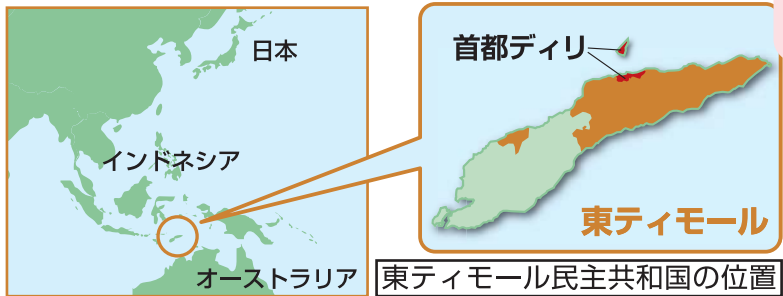 日本
インドネシア
オーストラリア
首都ディリ
東ティモール
東ティモール民主共和国の位置